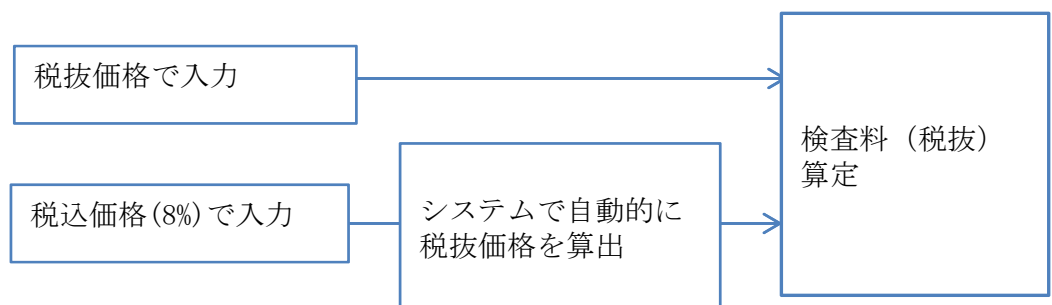 税抜価格で入力
税込価格(8%)で入力
システムで自動的に
税抜価格を算出
検査料（税抜）
算定